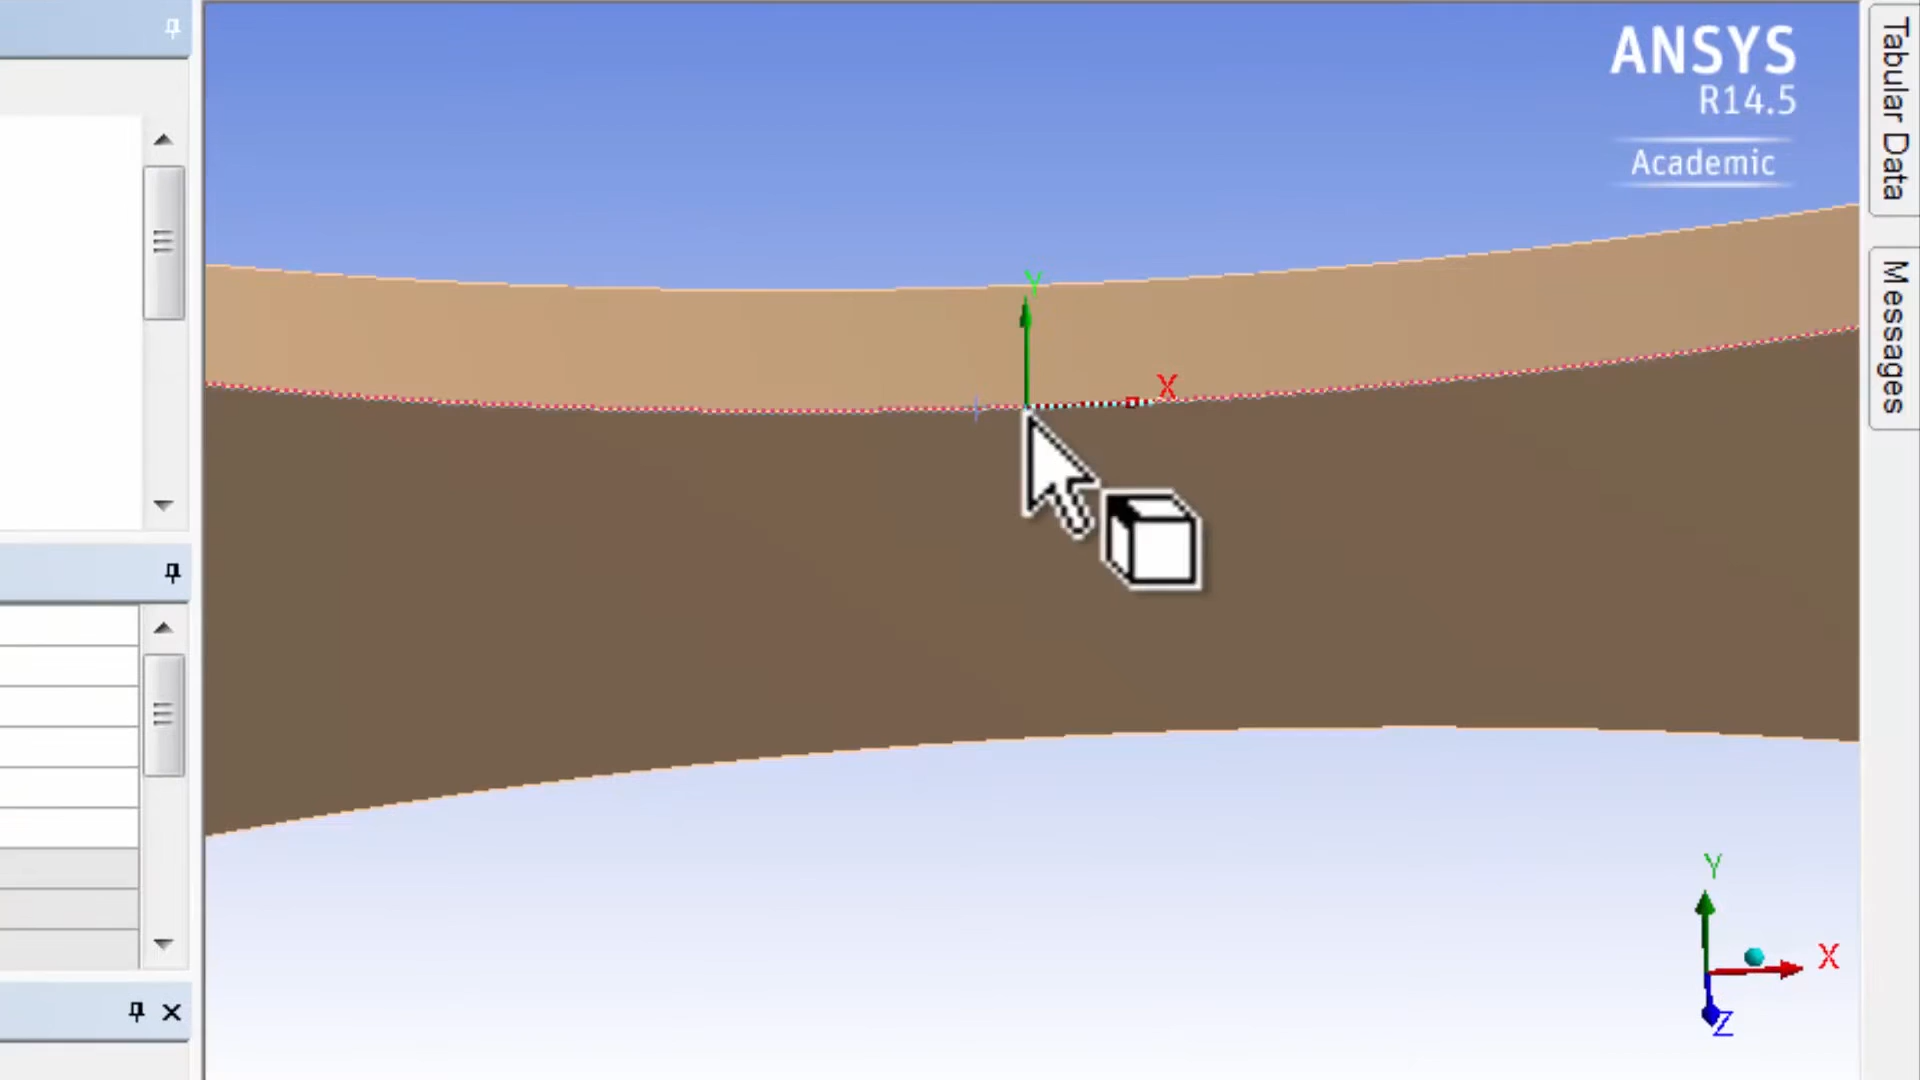 ANSYS
R14.5
Academic
Tabular Data
Messages
Y
X
Y
X
Z